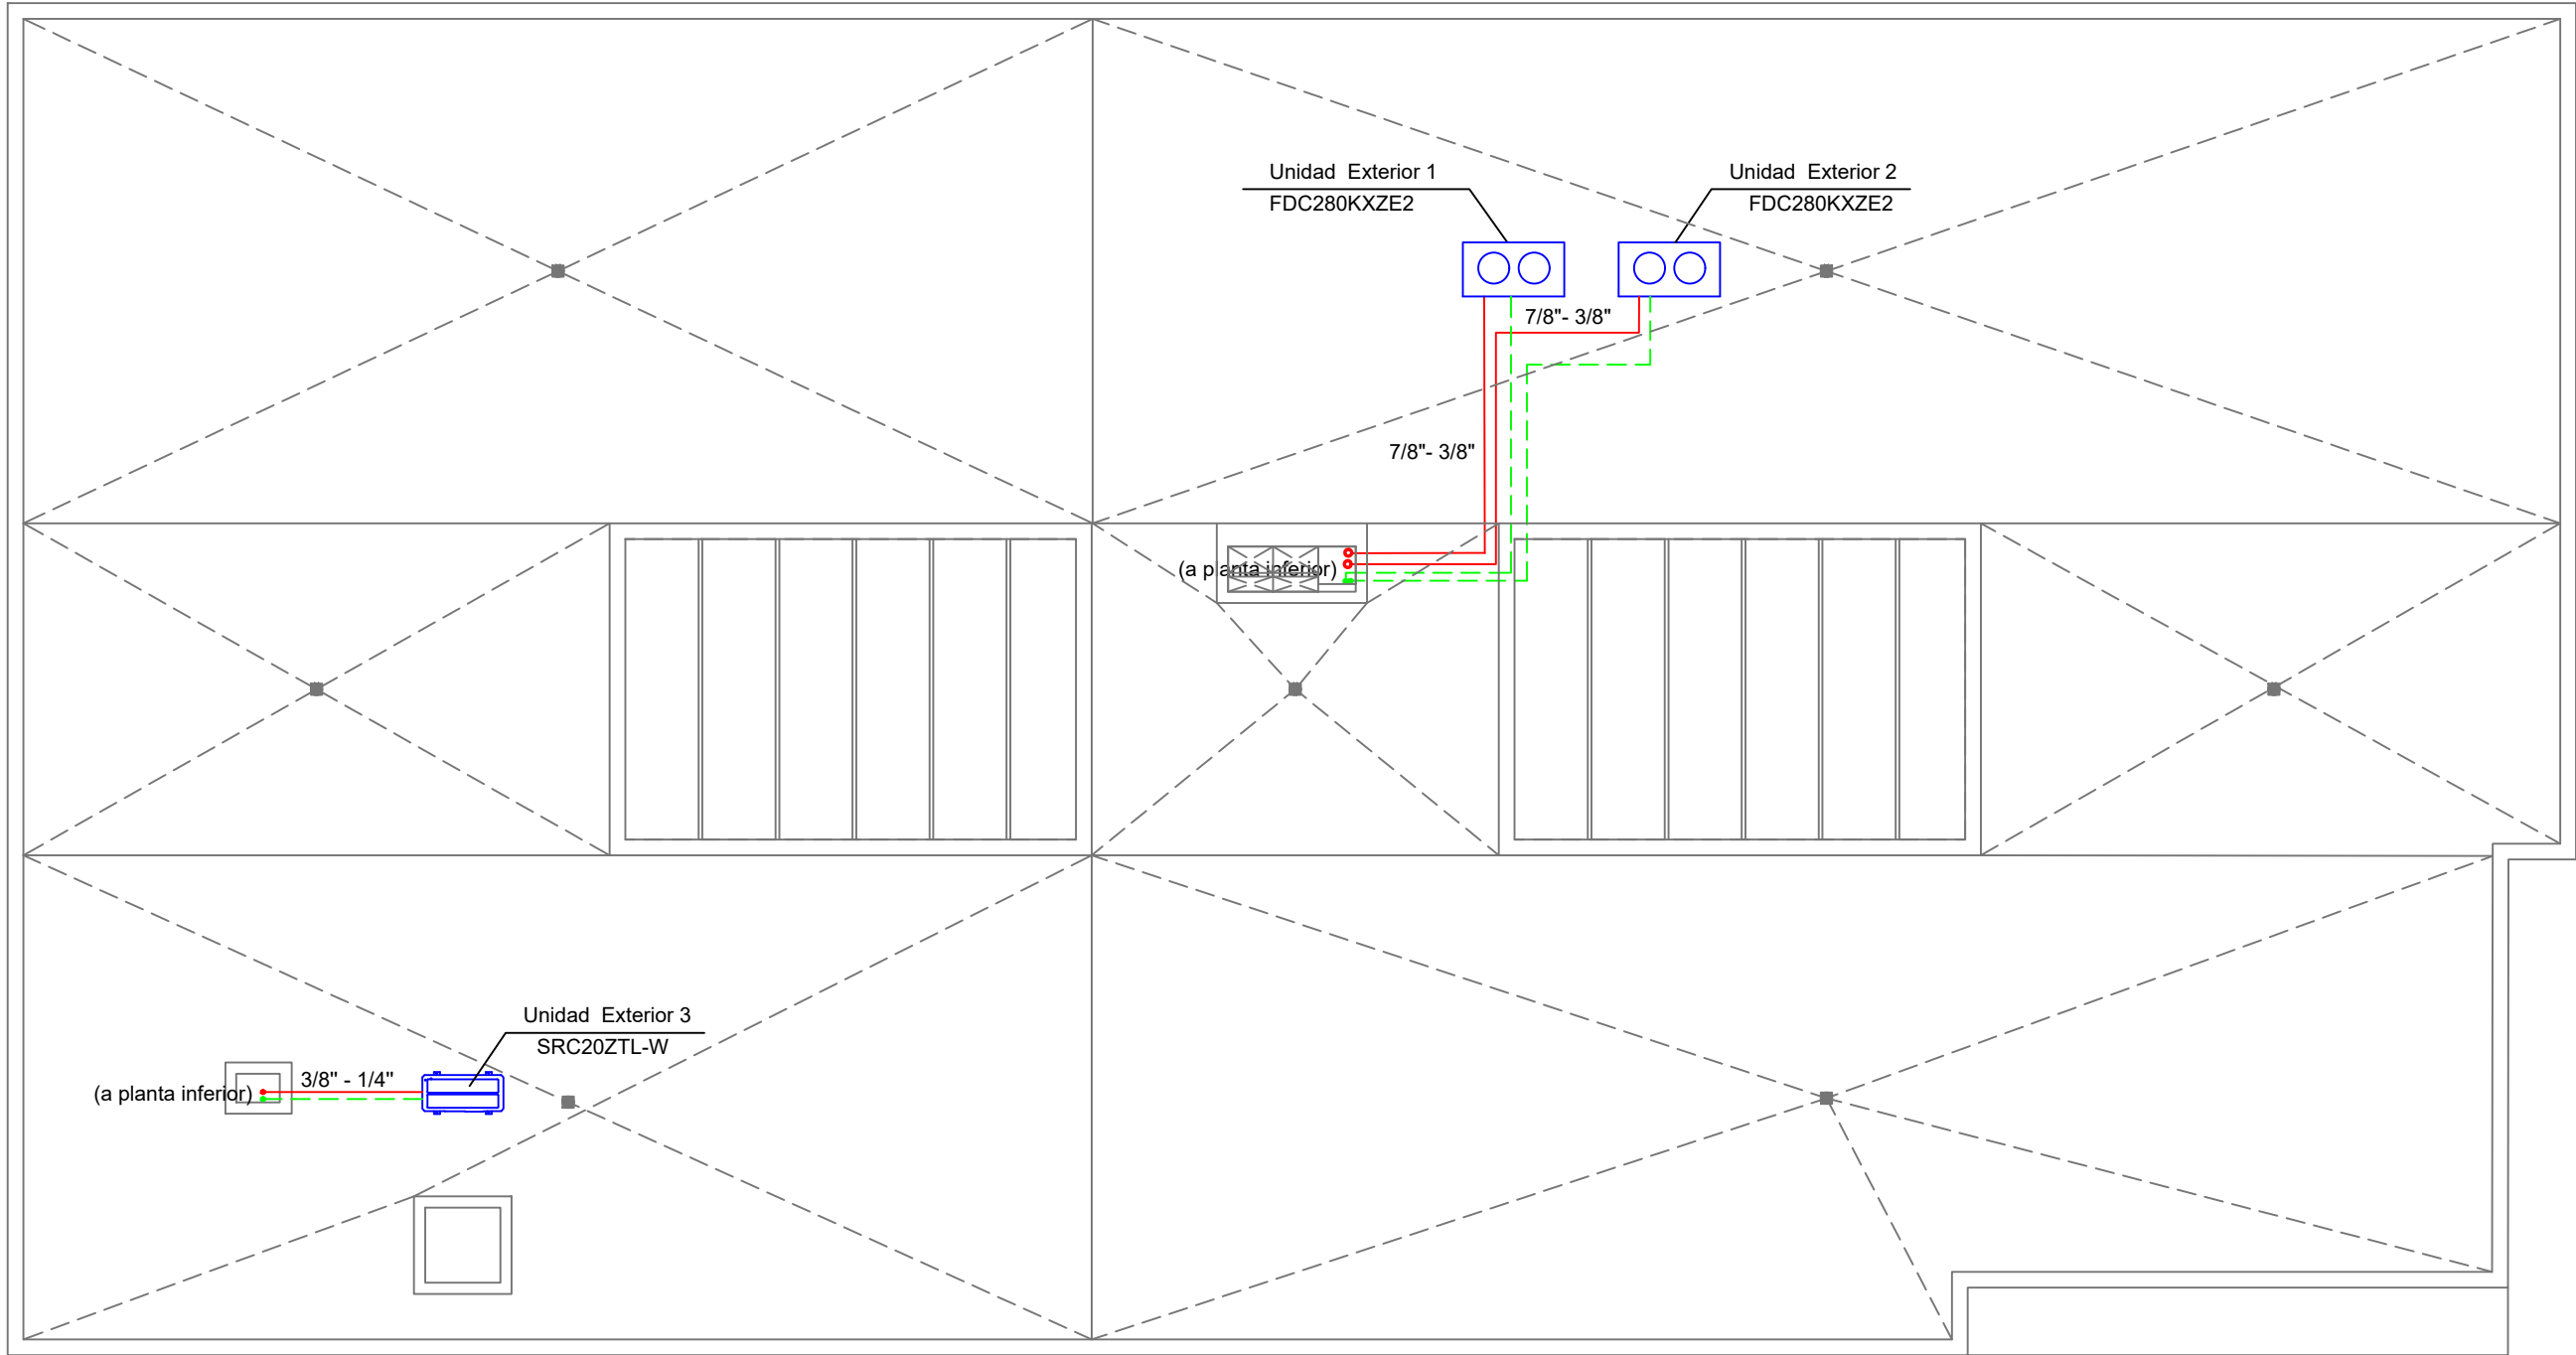 Unidad Exterior 1
FDC280KXZE2
Unidad Exterior 2
FDC280KXZE2
7/8"- 3/8"
7/8"- 3/8"
(a planta inferior)
Unidad Exterior 3
SRC20ZTL-W
3/8" - 1/4"
(a planta inferior)